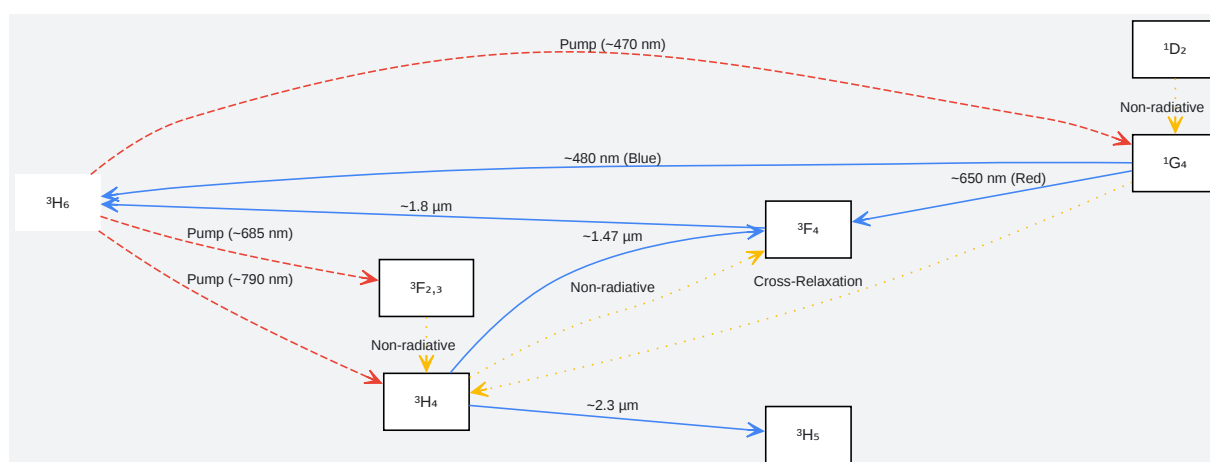 Pump (~470 nm)
¹D₂
Non-radiative
¹G₄
~480 nm (Blue)
~650 nm (Red)
³H₆
~1.8 µm
³F₄
Pump (~685 nm)
~1.47 µm
Pump (~790 nm)
Cross-Relaxation
³F₂,₃
Non-radiative
Non-radiative
³H₄
~2.3 µm
³H₅